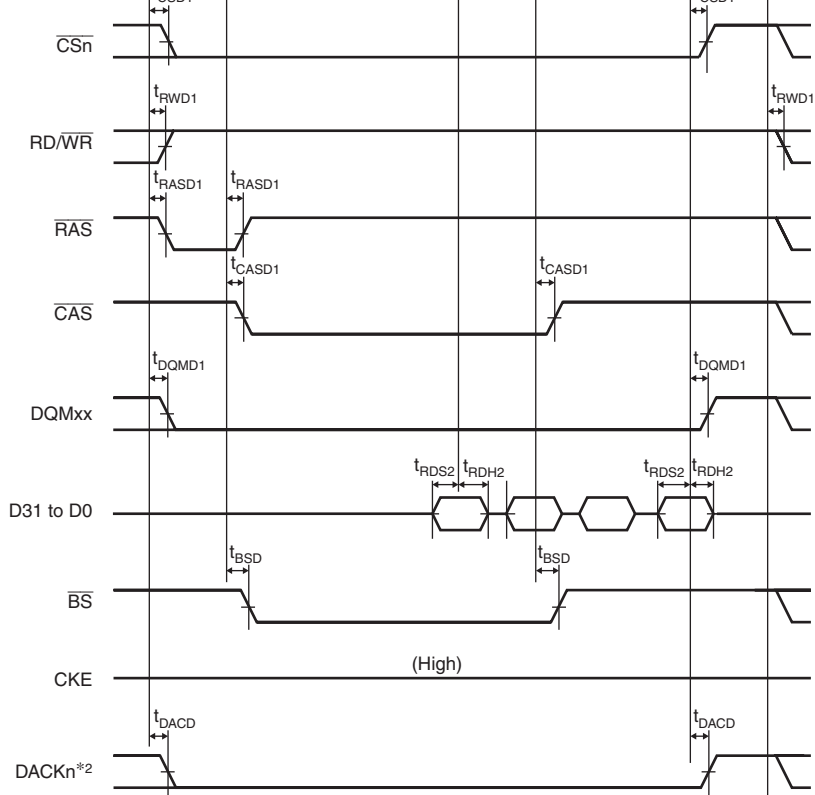 CSn
tRWD1 tRWD1
RD/WR
tRASD1 tRASD1
RAS
tCASD1 tCASD1
CAS
tDQMD1 tDQMD1
DQMxx
tRDS2 tRDH2 tRDS2 tRDH2
D31 to D0
tBSD tBSD
BS
(High)
CKE
tDACD tDACD
DACKn*2